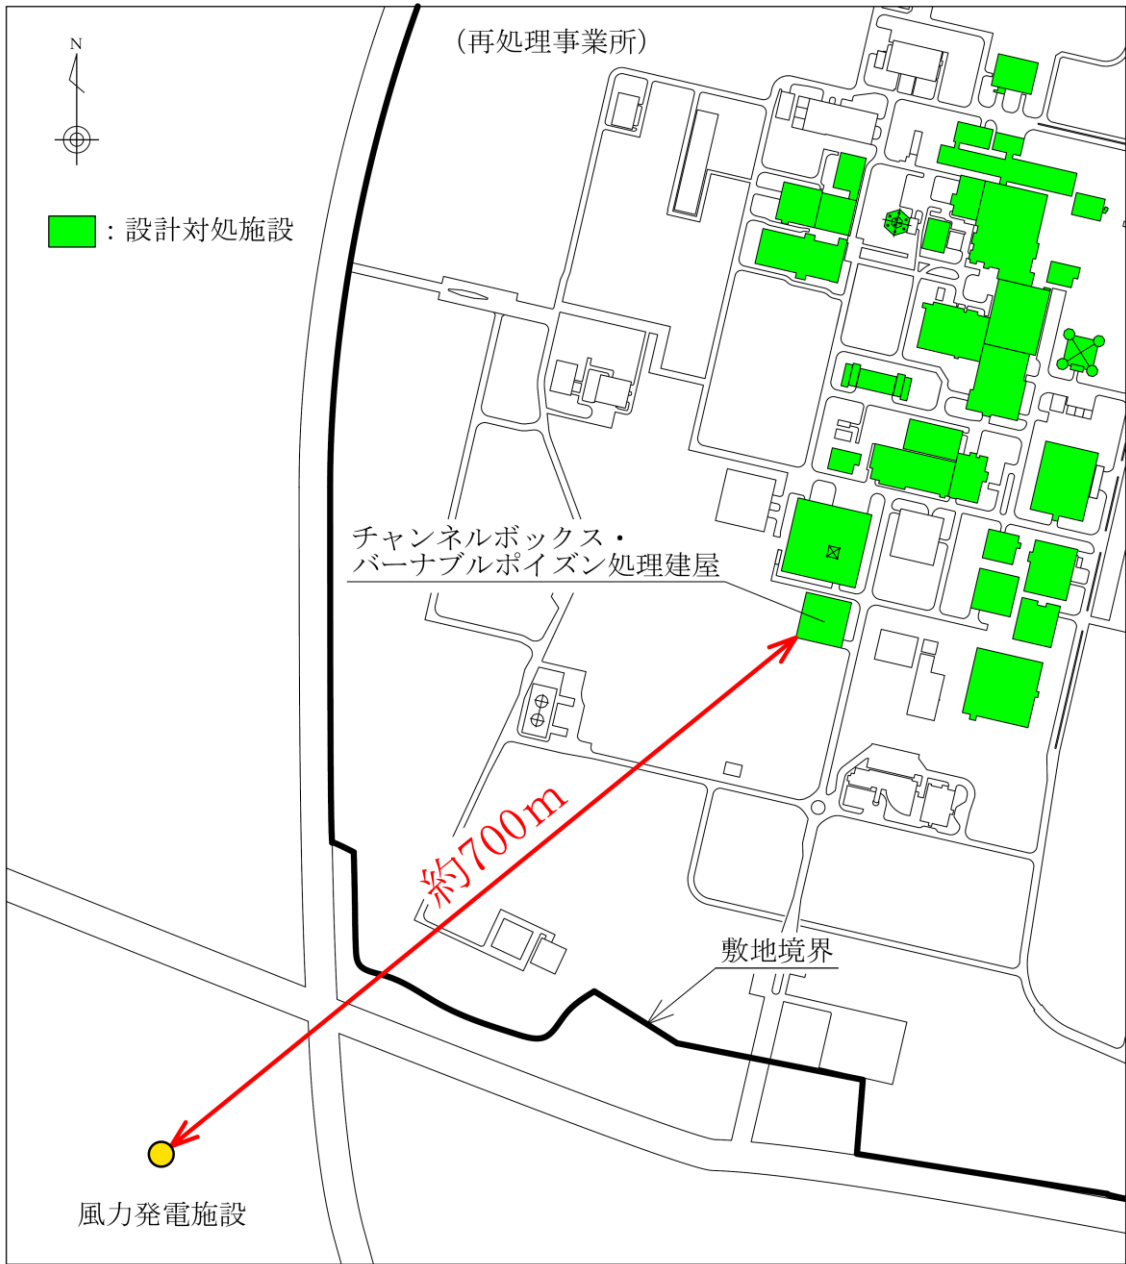 (再処理事業所)
N
：設計対処施設
チャンネルボックス・
バーナブルポイズン処理建屋
約700m
敷地境界
風力発電施設